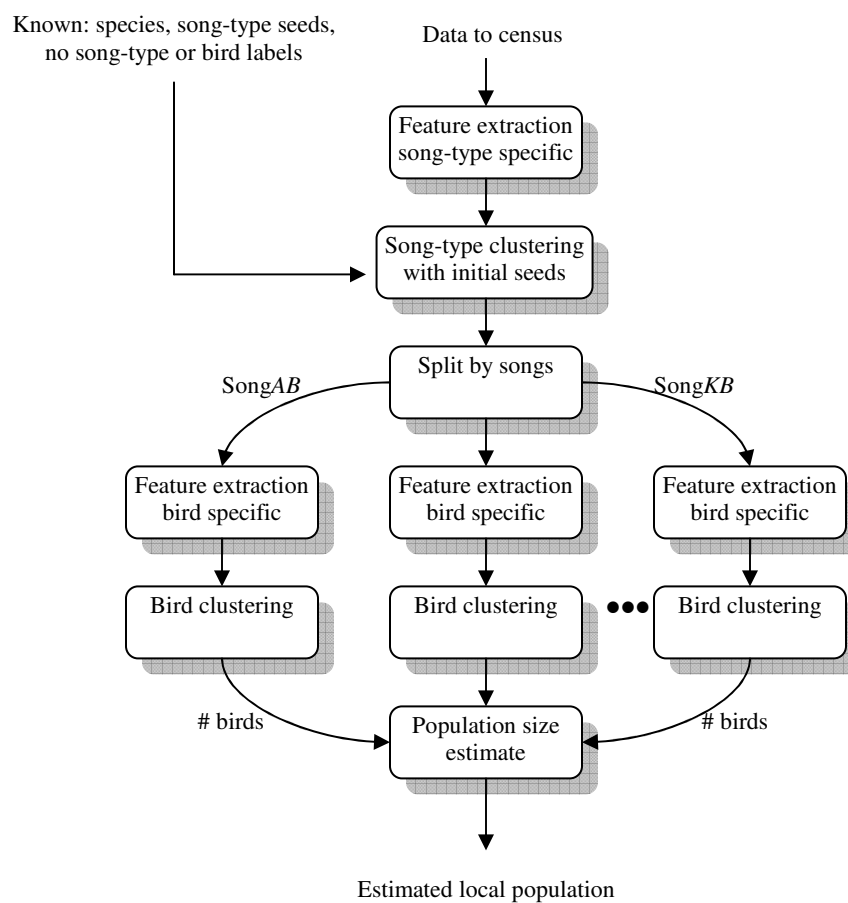 Known: species, song-type seeds,
no song-type or bird labels
Data to census
Feature extraction
song-type specific
Song-type clustering
with initial seeds
Split by songs
SongAB
SongKB
Feature extraction
bird specific
Feature extraction
bird specific
Feature extraction
bird specific
Bird clustering
Bird clustering
•••
Bird clustering
# birds
Population size
estimate
# birds
Estimated local population